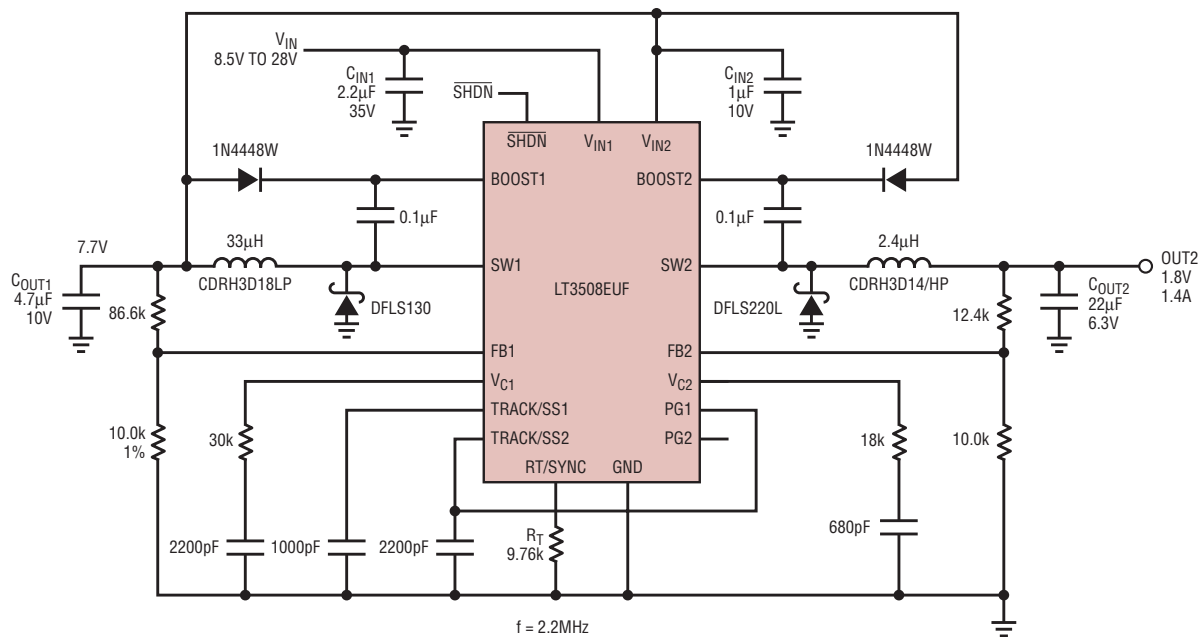 VIN
8.5V TO 28V
CIN1
2.2µF
35V
SHDN
CIN2
1µF
10V
1N4448W
SHDN
VIN1
VIN2
1N4448W
BOOST1
BOOST2
0.1µF
0.1µF
7.7V
33µH
SW1
SW2
2.4µH
CDRH3D18LP
CDRH3D14/HP
LT3508EUF
OUT2
1.8V
1.4A
COUT1
4.7µF
10V
86.6k
DFLS130
DFLS220L
12.4k
COUT2
22µF
6.3V
FB1
FB2
VC1
VC2
TRACK/SS1
PG1
TRACK/SS2
PG2
10.0k
1%
30k
18k
10.0k
RT/SYNC
GND
2200pF
1000pF
2200pF
RT
9.76k
680pF
f = 2.2MHz